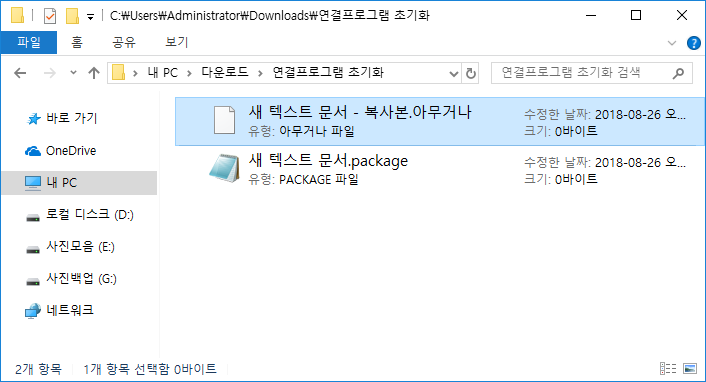 C:₩Users₩Administrator₩Downloads₩연결프로그램 초기화
파일 홈 공유 보기
내 PC 다운로드 연결프로그램 초기화 연결프로그램 초기화 검색
바로 가기
OneDrive
내 PC
로컬 디스크 (D:)
사진모음 (E:)
사진백업 (G:)
네트워크
새 텍스트 문서 - 복사본.아무거나
유형: 아무거나 파일
수정한 날짜: 2018-08-26 오...
크기: 0바이트
새 텍스트 문서.package
유형: PACKAGE 파일
수정한 날짜: 2018-08-26 오...
크기: 0바이트
2개 항목 1개 항목 선택함 0바이트